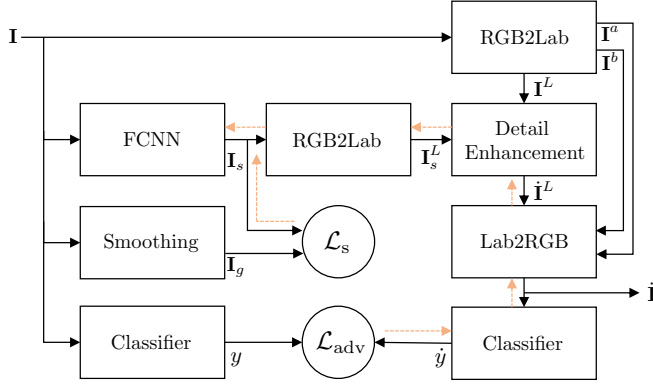 I
RGB2Lab
I^a
I^b
I^L
FCNN
I_s
RGB2Lab
I_s^L
Detail
Enhancement
İ^L
Smoothing
I_g
ℒ_s
Lab2RGB
İ
Classifier
y
ℒ_adv
ẏ
Classifier